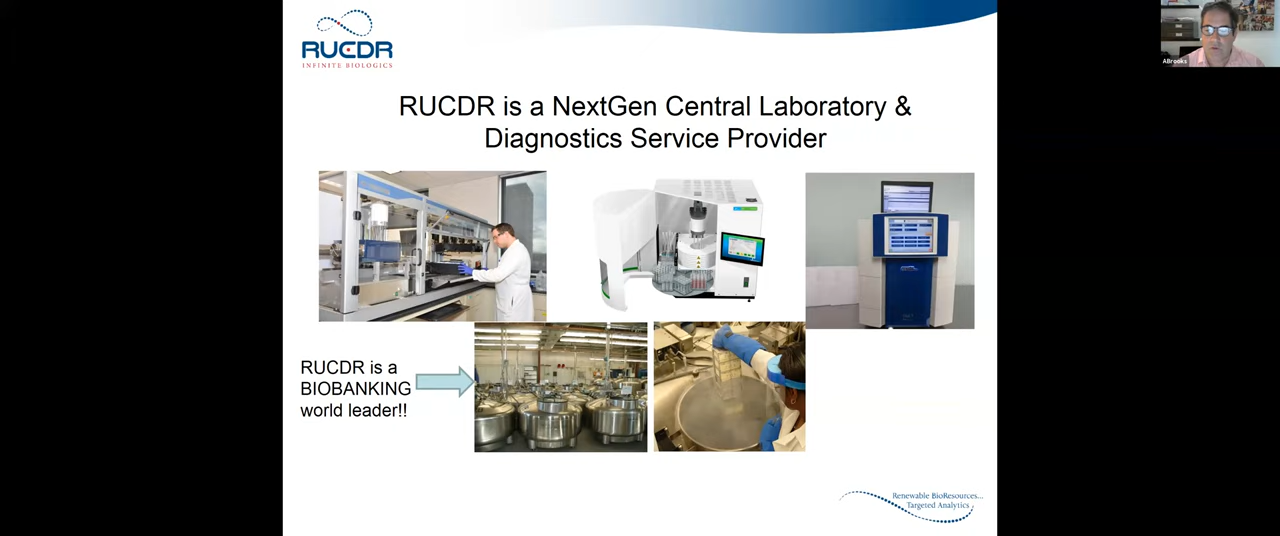 RUCDR
INFINITE BIOLOGICS
ABrooks
RUCDR is a NextGen Central Laboratory &
Diagnostics Service Provider
RUCDR is a
BIOBANKING
world leader!!
Renewable BioResources...
Targeted Analytics